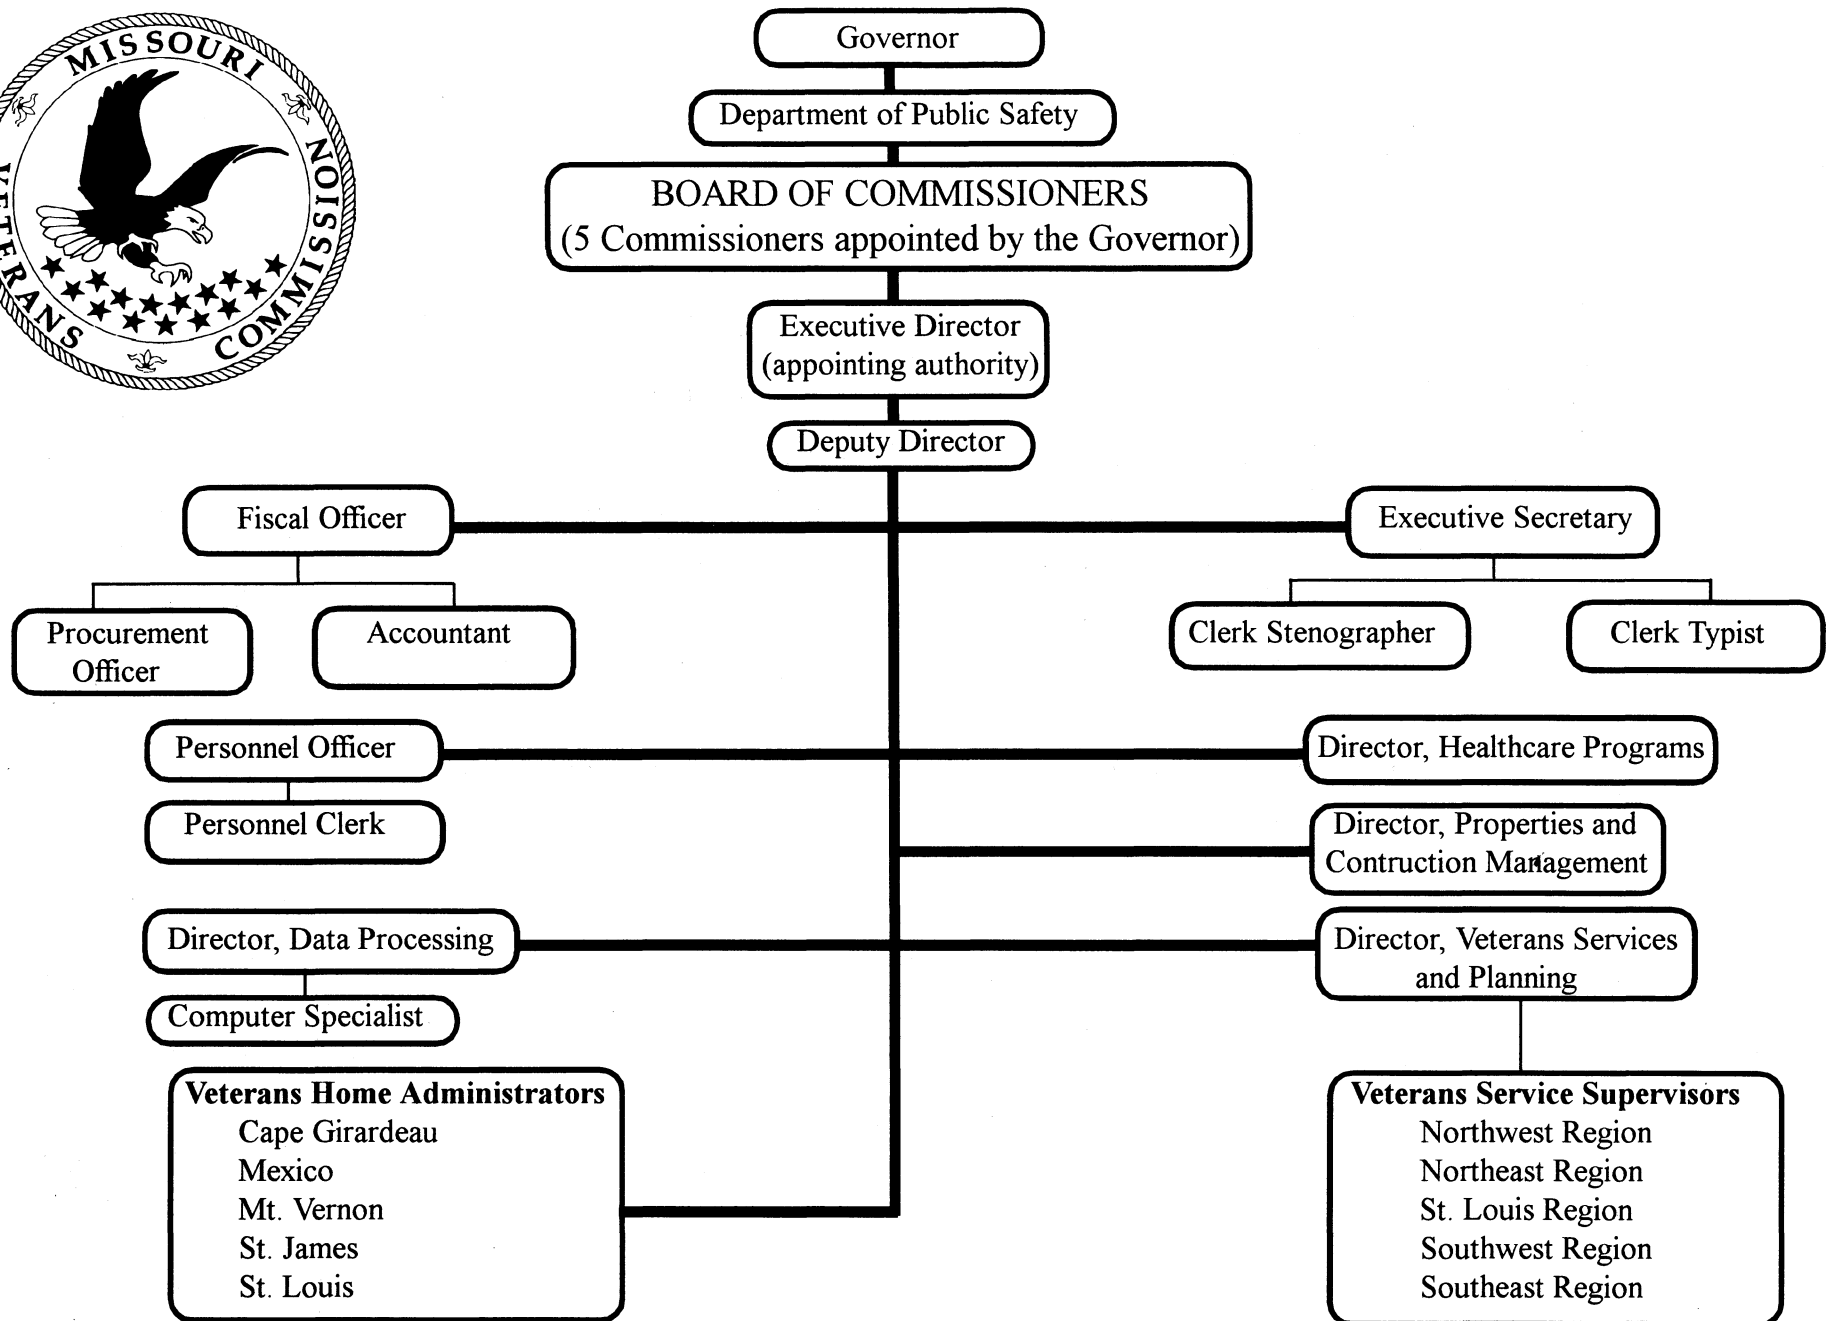 MISSOURI
VETERANS
COMMISSION
Governor
Department of Public Safety
BOARD OF COMMISSIONERS
(5 Commissioners appointed by the Governor)
Executive Director
(appointing authority)
Deputy Director
Fiscal Officer
Executive Secretary
Procurement
Officer
Accountant
Clerk Stenographer
Clerk Typist
Personnel Officer
Director, Healthcare Programs
Personnel Clerk
Director, Properties and
Contruction Management
Director, Data Processing
Director, Veterans Services
and Planning
Computer Specialist
Veterans Home Administrators
Cape Girardeau
Mexico
Mt. Vernon
St. James
St. Louis
Veterans Service Supervisors
Northwest Region
Northeast Region
St. Louis Region
Southwest Region
Southeast Region